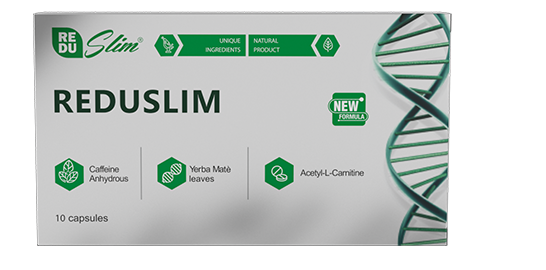 RE
DU
Slim®
UNIQUE
INGREDIENTS
NATURAL
PRODUCT
REDUSLIM
NEW
FORMULA
Caffeine
Anhydrous
Yerba Matè
leaves
Acetyl-L-Carnitine
10 capsules